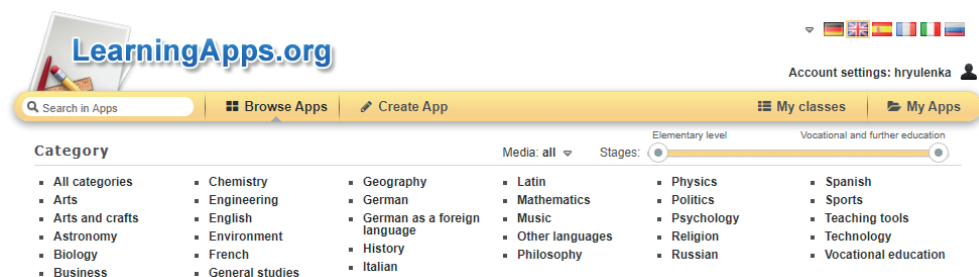 LearningApps.org
Account settings: hryulenka
Search in Apps
Browse Apps
Create App
My classes
My Apps
Category
Media: all
Stages:
Elementary level
Vocational and further education
All categories
Arts
Arts and crafts
Astronomy
Biology
Business
Chemistry
Engineering
English
Environment
French
General studies
Geography
German
German as a foreign
language
History
Italian
Latin
Mathematics
Music
Other languages
Philosophy
Physics
Politics
Psychology
Religion
Russian
Spanish
Sports
Teaching tools
Technology
Vocational education